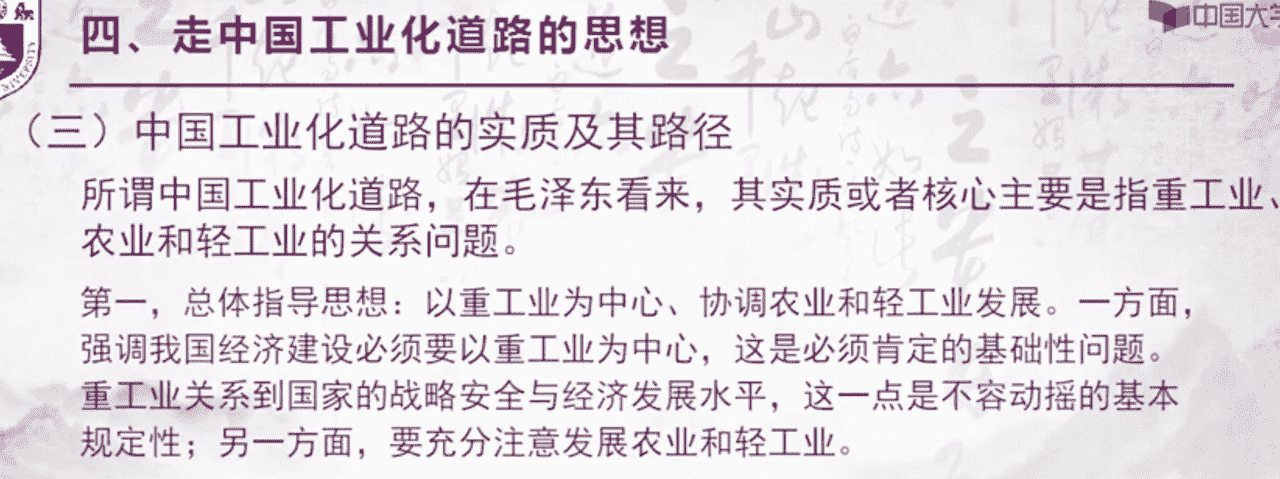 中国大学
四、走中国工业化道路的思想
UNIVERSITY
（三）中国工业化道路的实质及其路径
所谓中国工业化道路，在毛泽东看来，其实质或者核心主要是指重工业、
农业和轻工业的关系问题。
第一，总体指导思想：以重工业为中心、协调农业和轻工业发展。一方面，
强调我国经济建设必须要以重工业为中心，这是必须肯定的基础性问题。
重工业关系到国家的战略安全与经济发展水平，这一点是不容动摇的基本
规定性；另一方面，要充分注意发展农业和轻工业。